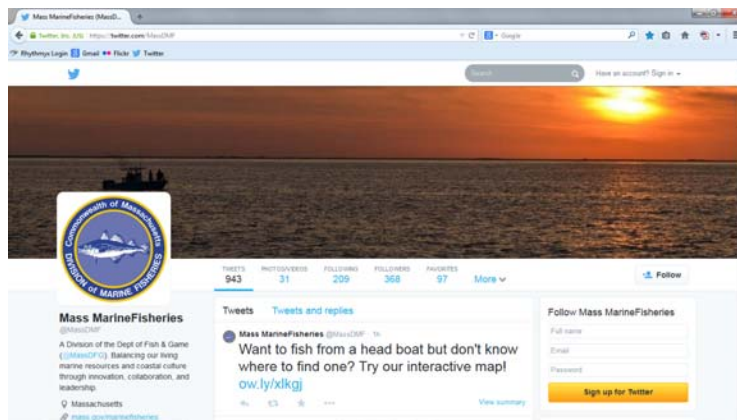 Mass MarineFisheries (MassD...
Twitter, Inc. (US) https://twitter.com/MassDMF
Google
Rhythmyx Login Gmail Flickr Twitter
Search
Have an account? Sign in
Commonwealth of Massachusetts
DIVISION of MARINE FISHERIES
TWEETS PHOTOS/VIDEOS FOLLOWING FOLLOWERS FAVORITES
943 31 209 368 97 More
Follow
Mass MarineFisheries
@MassDMF
A Division of the Dept of Fish & Game
(@MassDFG). Balancing our living
marine resources and coastal culture
through innovation, collaboration, and
leadership.
Massachusetts
mass.gov/marinefisheries
Tweets Tweets and replies
Mass MarineFisheries @MassDMF · 1h
Want to fish from a head boat but don't know
where to find one? Try our interactive map!
ow.ly/xlkgj
View summary
Follow Mass MarineFisheries
Full name
Email
Password
Sign up for Twitter